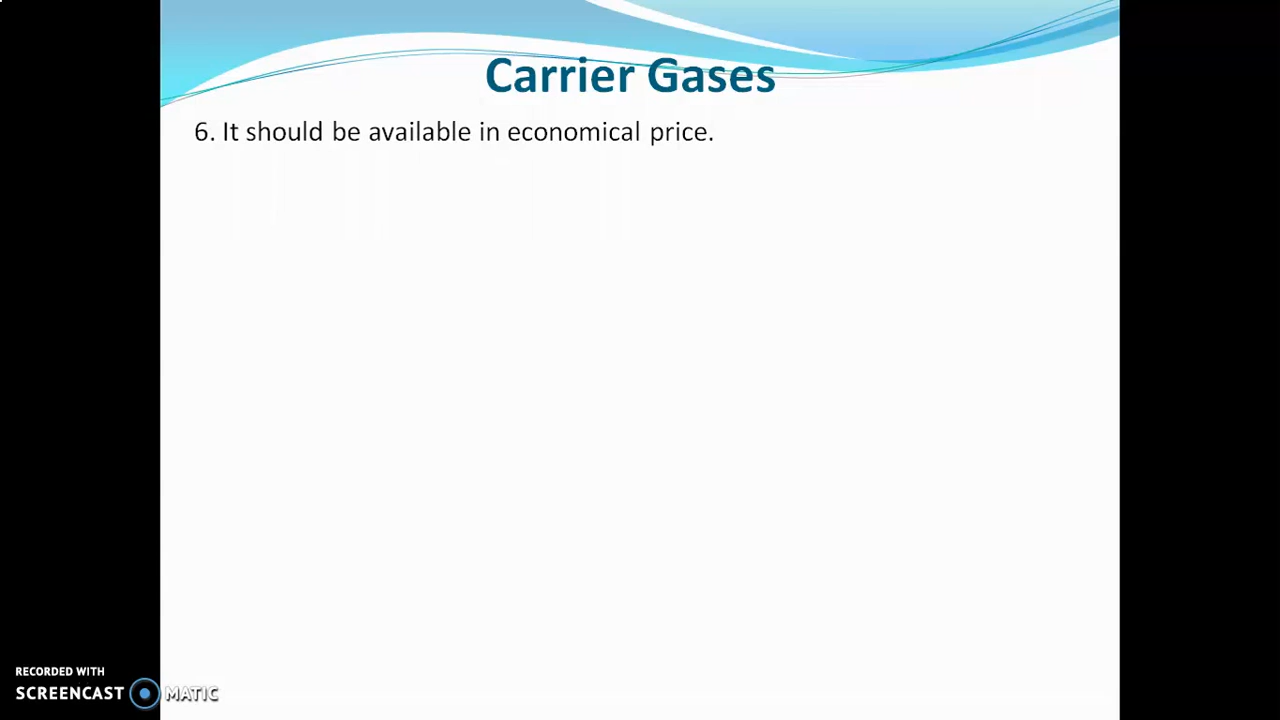 Carrier Gases
6. It should be available in economical price.
RECORDED WITH
SCREENCAST MATIC